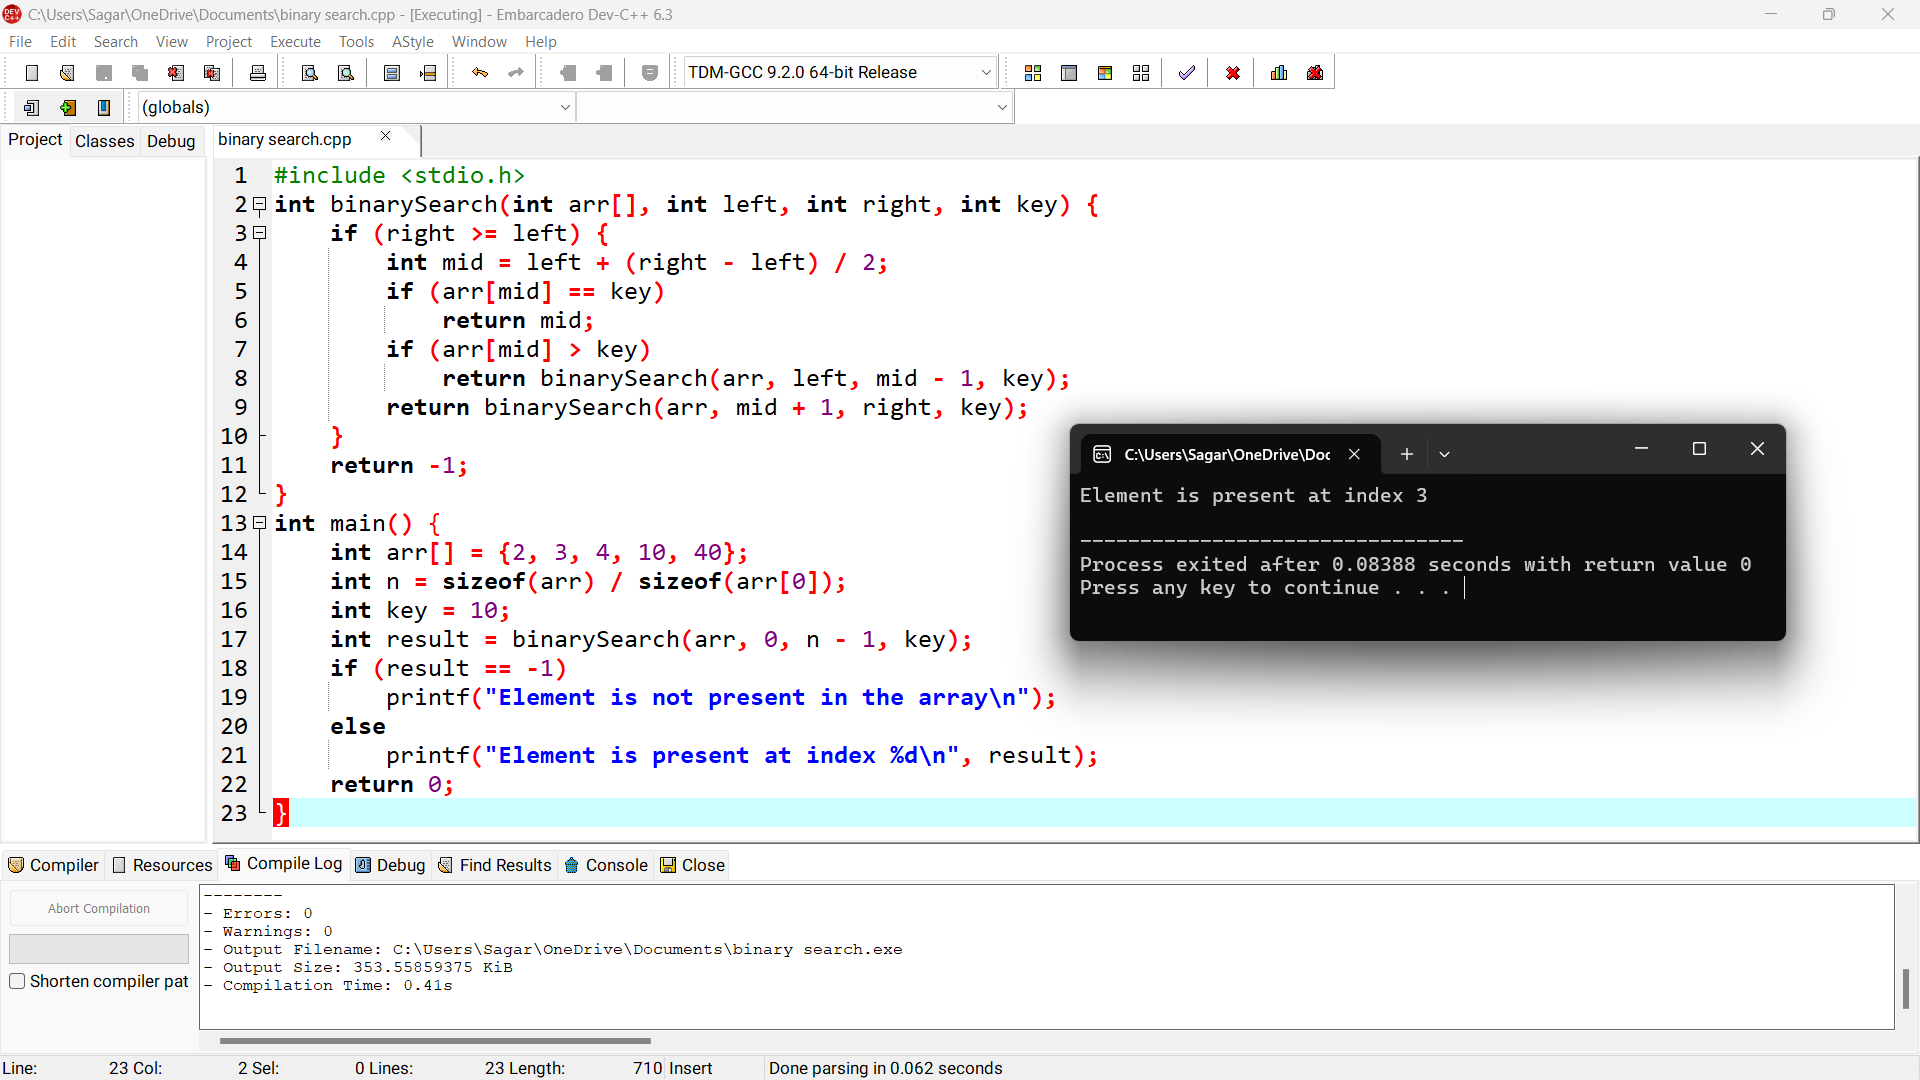 C:\Users\Sagar\OneDrive\Documents\binary search.cpp - [Executing] - Embarcadero Dev-C++ 6.3
File Edit Search View Project Execute Tools AStyle Window Help
TDM-GCC 9.2.0 64-bit Release
(globals)
Project Classes Debug
binary search.cpp
1 #include <stdio.h>
2 int binarySearch(int arr[], int left, int right, int key) {
3     if (right >= left) {
4         int mid = left + (right - left) / 2;
5         if (arr[mid] == key)
6             return mid;
7         if (arr[mid] > key)
8             return binarySearch(arr, left, mid - 1, key);
9         return binarySearch(arr, mid + 1, right, key);
10     }
11     return -1;
12 }
13 int main() {
14     int arr[] = {2, 3, 4, 10, 40};
15     int n = sizeof(arr) / sizeof(arr[0]);
16     int key = 10;
17     int result = binarySearch(arr, 0, n - 1, key);
18     if (result == -1)
19         printf("Element is not present in the array\n");
20     else
21         printf("Element is present at index %d\n", result);
22     return 0;
23 }
C:\Users\Sagar\OneDrive\Doc
Element is present at index 3
--------------------------------
Process exited after 0.08388 seconds with return value 0
Press any key to continue . . .
Compiler Resources Compile Log Debug Find Results Console Close
Abort Compilation
Shorten compiler pat
--------
- Errors: 0
- Warnings: 0
- Output Filename: C:\Users\Sagar\OneDrive\Documents\binary search.exe
- Output Size: 353.55859375 KiB
- Compilation Time: 0.41s
Line: 23 Col: 2 Sel: 0 Lines: 23 Length: 710 Insert Done parsing in 0.062 seconds